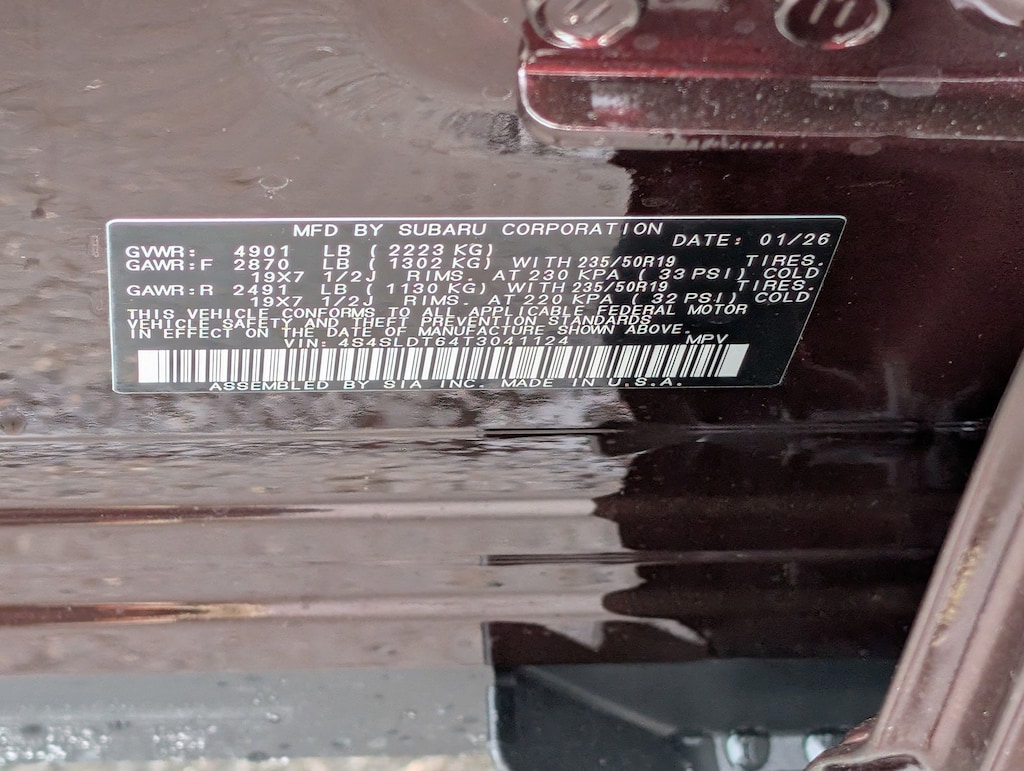 MFD BY SUBARU CORPORATION DATE: 01/26
GVWR: 4901 LB ( 2223 KG)
GAWR:F 2870 LB ( 1302 KG) WITH 235/50R19 TIRES.
19X7 1/2J RIMS. AT 230 KPA ( 33 PSI) COLD
GAWR:R 2491 LB ( 1130 KG) WITH 235/50R19 TIRES.
19X7 1/2J RIMS. AT 220 KPA ( 32 PSI) COLD
THIS VEHICLE CONFORMS TO ALL APPLICABLE FEDERAL MOTOR
VEHICLE SAFETY AND THEFT PREVENTION STANDARDS
IN EFFECT ON THE DATE OF MANUFACTURE SHOWN ABOVE.
VIN: 4S4SLDT64T3041124 MPV
ASSEMBLED BY SIA INC. MADE IN U.S.A.